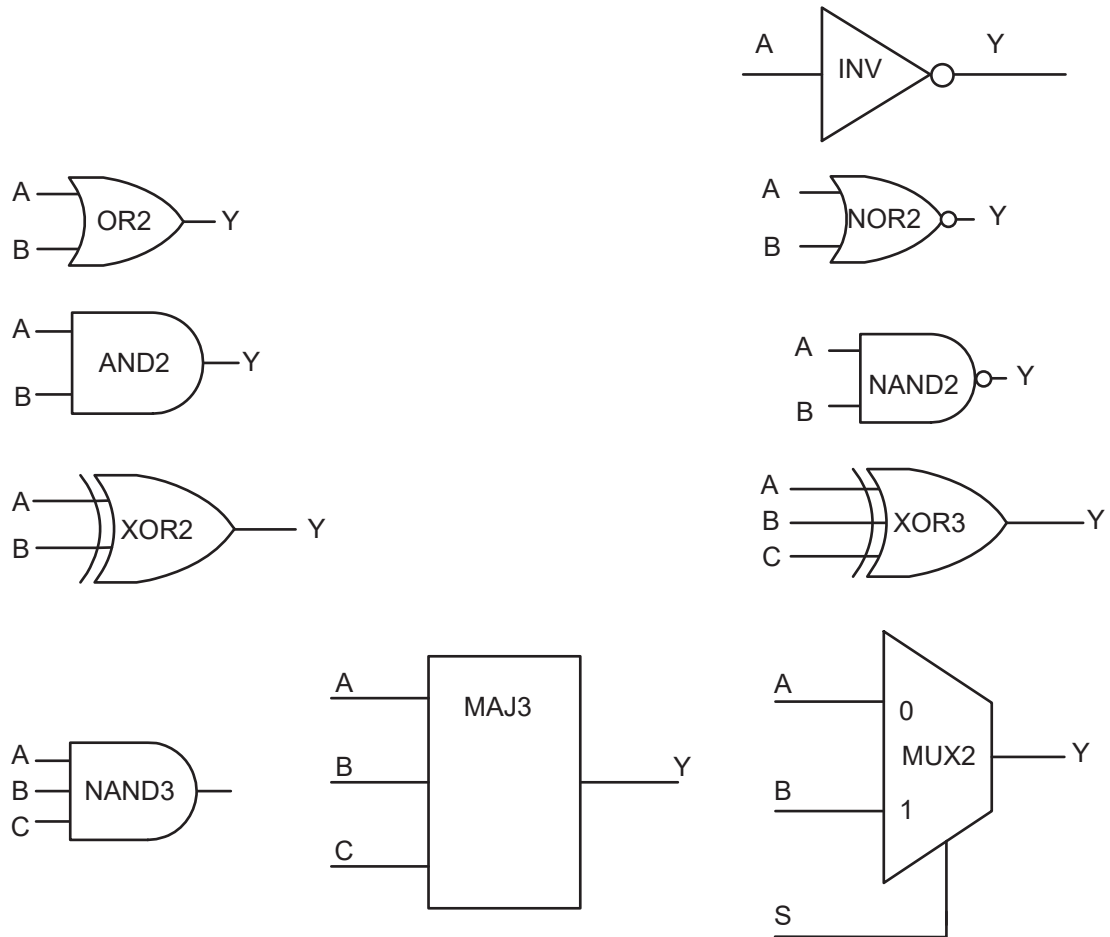 A INV Y
A OR2 Y
B
A NOR2 Y
B
A AND2 Y
B
A NAND2 Y
B
A XOR2 Y
B
A XOR3 Y
B
C
A
B NAND3
C
A MAJ3
B Y
C
A 0
MUX2 Y
B 1
S